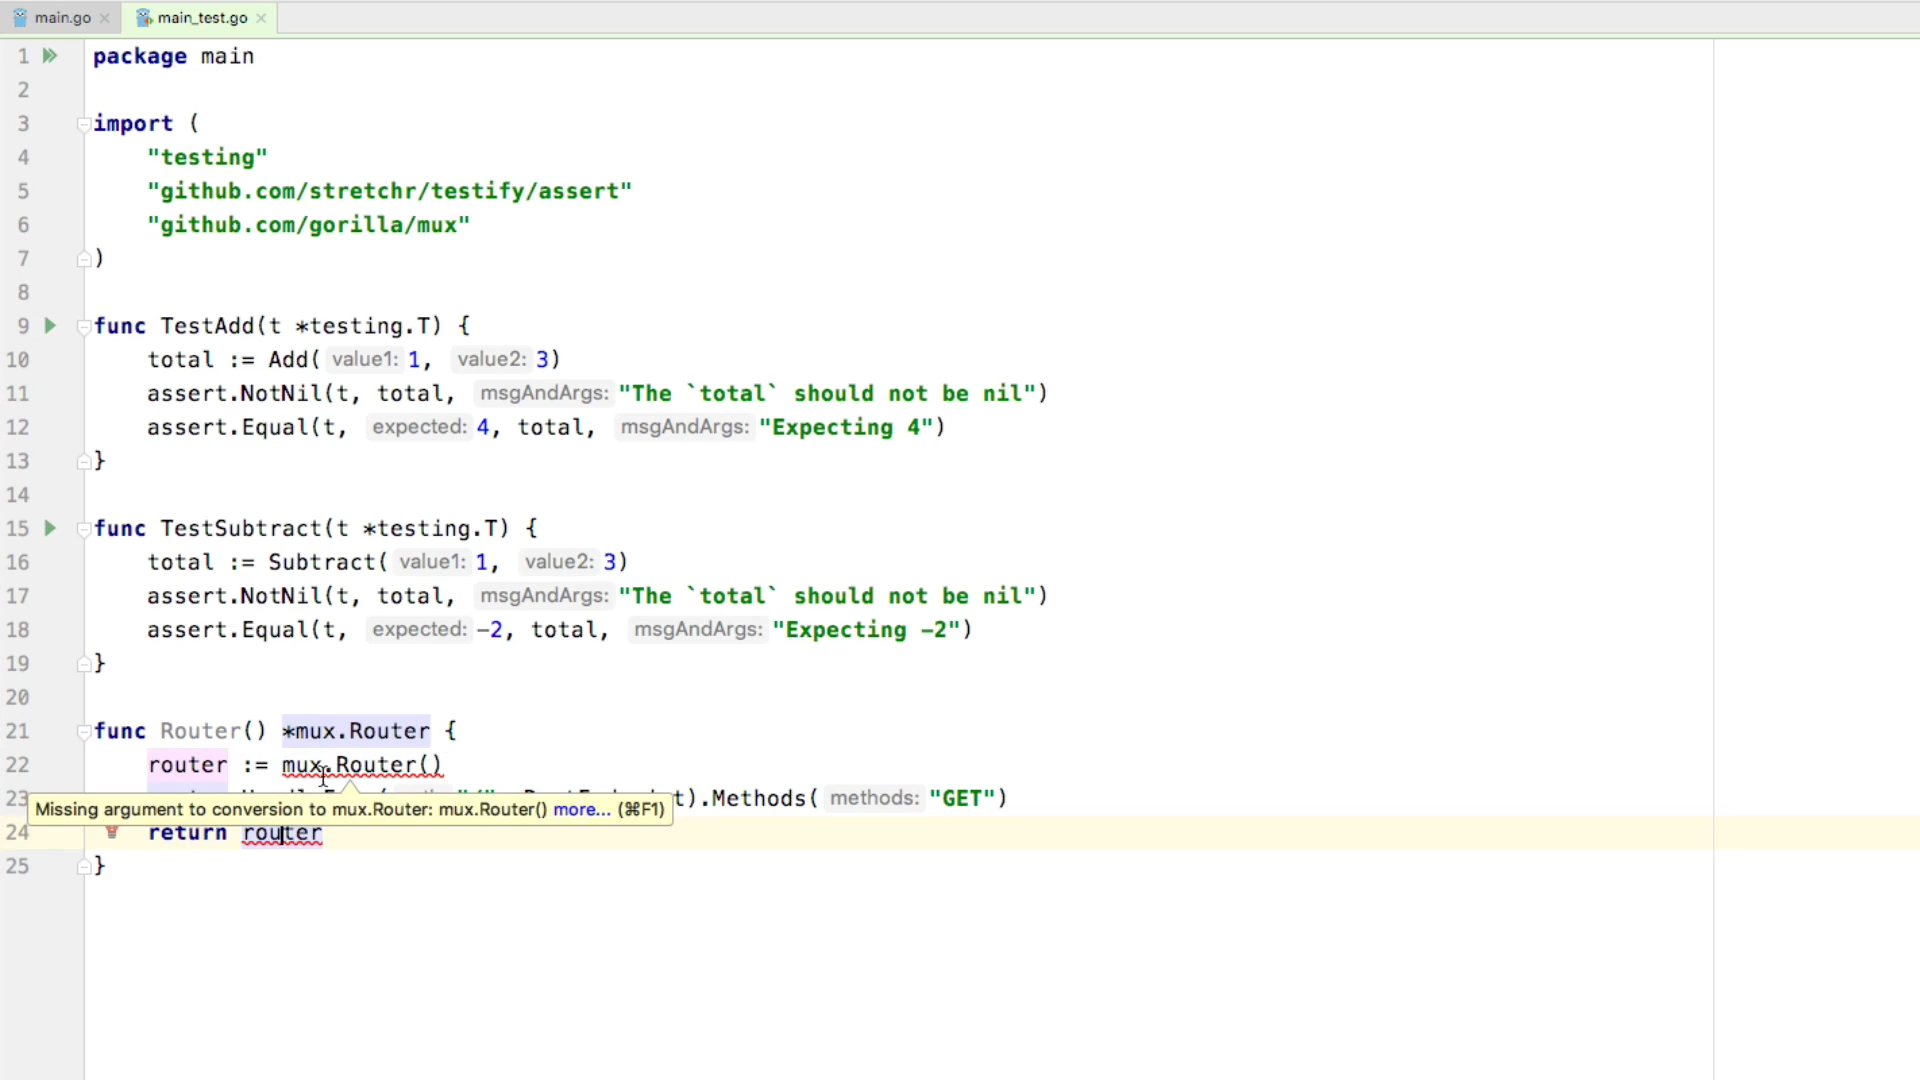 main.go
main_test.go
1 package main
2
3 import (
4 "testing"
5 "github.com/stretchr/testify/assert"
6 "github.com/gorilla/mux"
7 )
8
9 func TestAdd(t *testing.T) {
10 total := Add( value1: 1, value2: 3)
11 assert.NotNil(t, total, msgAndArgs: "The `total` should not be nil")
12 assert.Equal(t, expected: 4, total, msgAndArgs: "Expecting 4")
13 }
14
15 func TestSubtract(t *testing.T) {
16 total := Subtract( value1: 1, value2: 3)
17 assert.NotNil(t, total, msgAndArgs: "The `total` should not be nil")
18 assert.Equal(t, expected: -2, total, msgAndArgs: "Expecting -2")
19 }
20
21 func Router() *mux.Router {
22 router := mux.Router()
23 t).Methods( methods: "GET")
Missing argument to conversion to mux.Router: mux.Router() more... (⌘F1)
24 return router
25 }